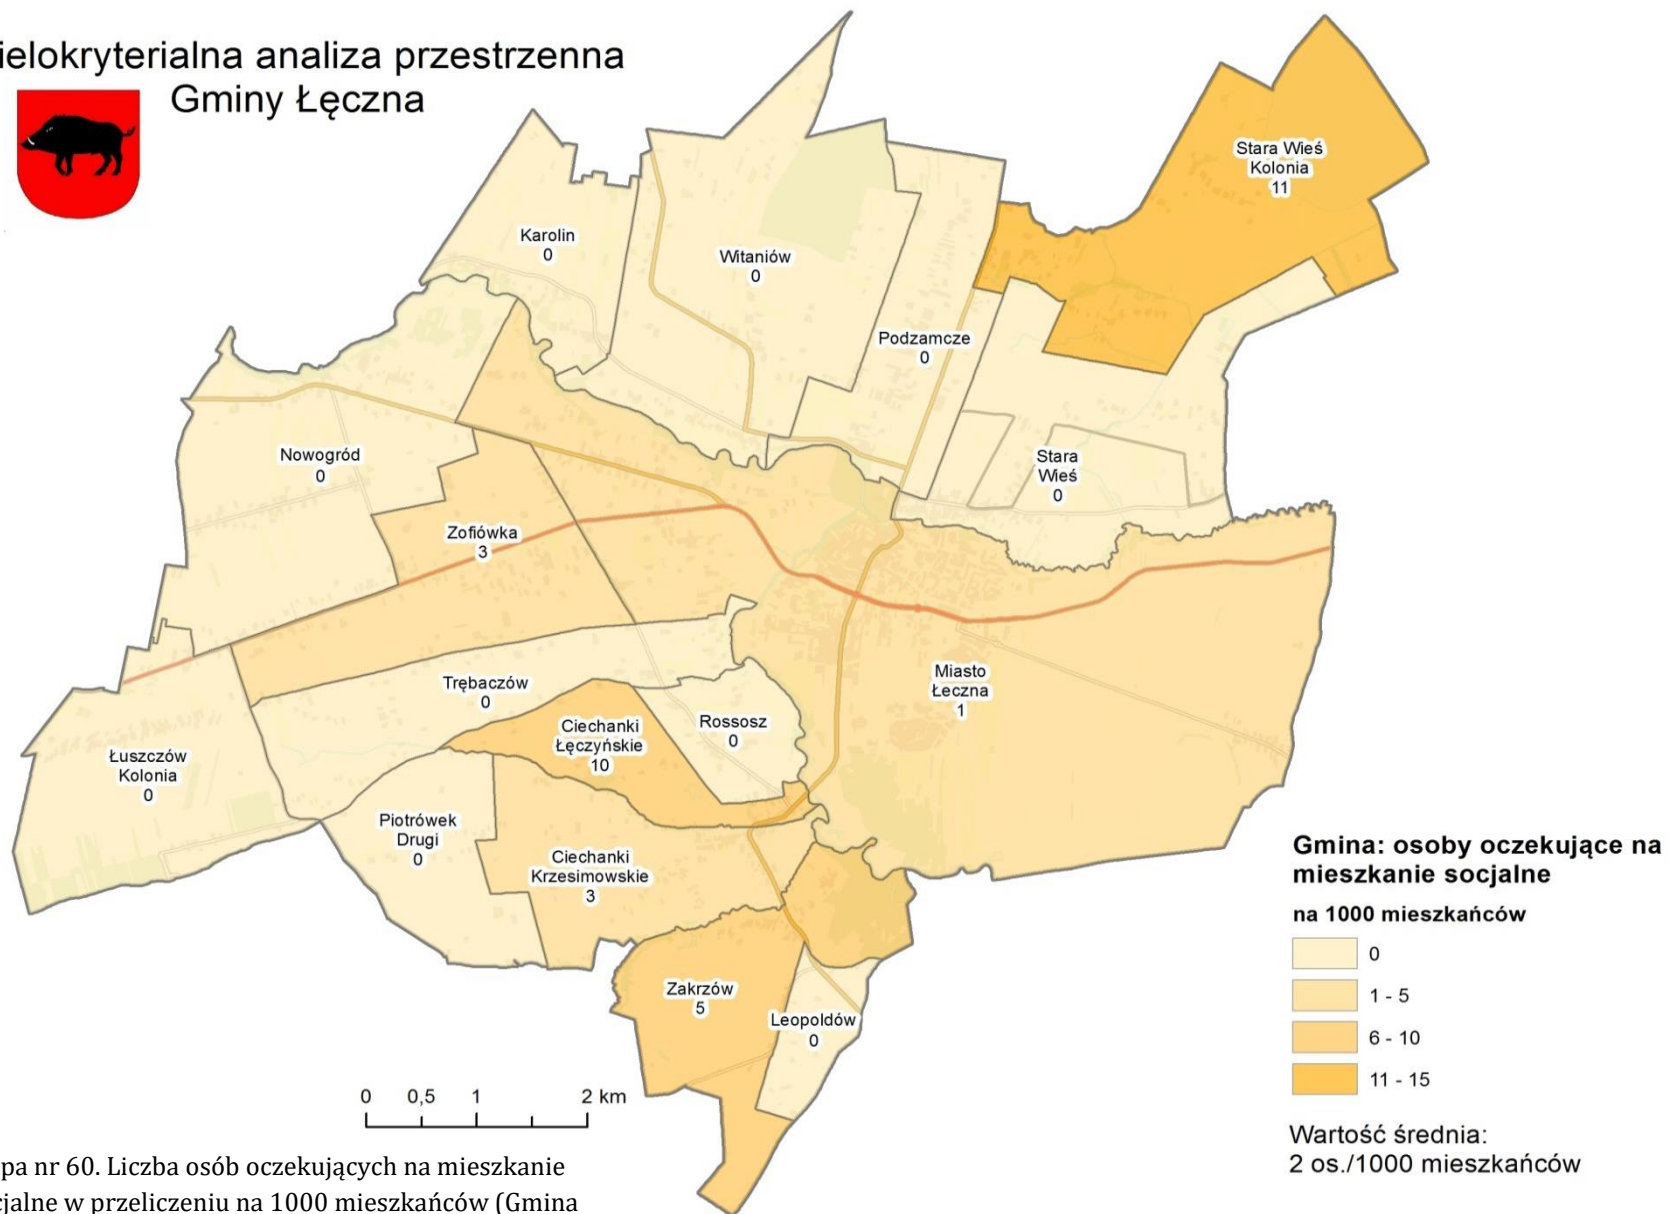 ielokryterialna analiza przestrzenna
Gminy Łęczna
Stara Wieś
Kolonia
11
Karolin
0
Witaniów
0
Podzamcze
0
Nowogród
0
Stara
Wieś
0
Zofiówka
3
Trębaczów
0
Miasto
Łeczna
1
Ciechanki
Łęczyńskie
10
Rossosz
0
Łuszczów
Kolonia
0
Piotrówek
Drugi
0
Ciechanki
Krzesimowskie
3
Zakrzów
5
Leopoldów
0
Gmina: osoby oczekujące na
mieszkanie socjalne
na 1000 mieszkańców
0
1 - 5
6 - 10
11 - 15
Wartość średnia:
2 os./1000 mieszkańców
0 0,5 1 2 km
pa nr 60. Liczba osób oczekujących na mieszkanie
cjalne w przeliczeniu na 1000 mieszkańców (Gmina